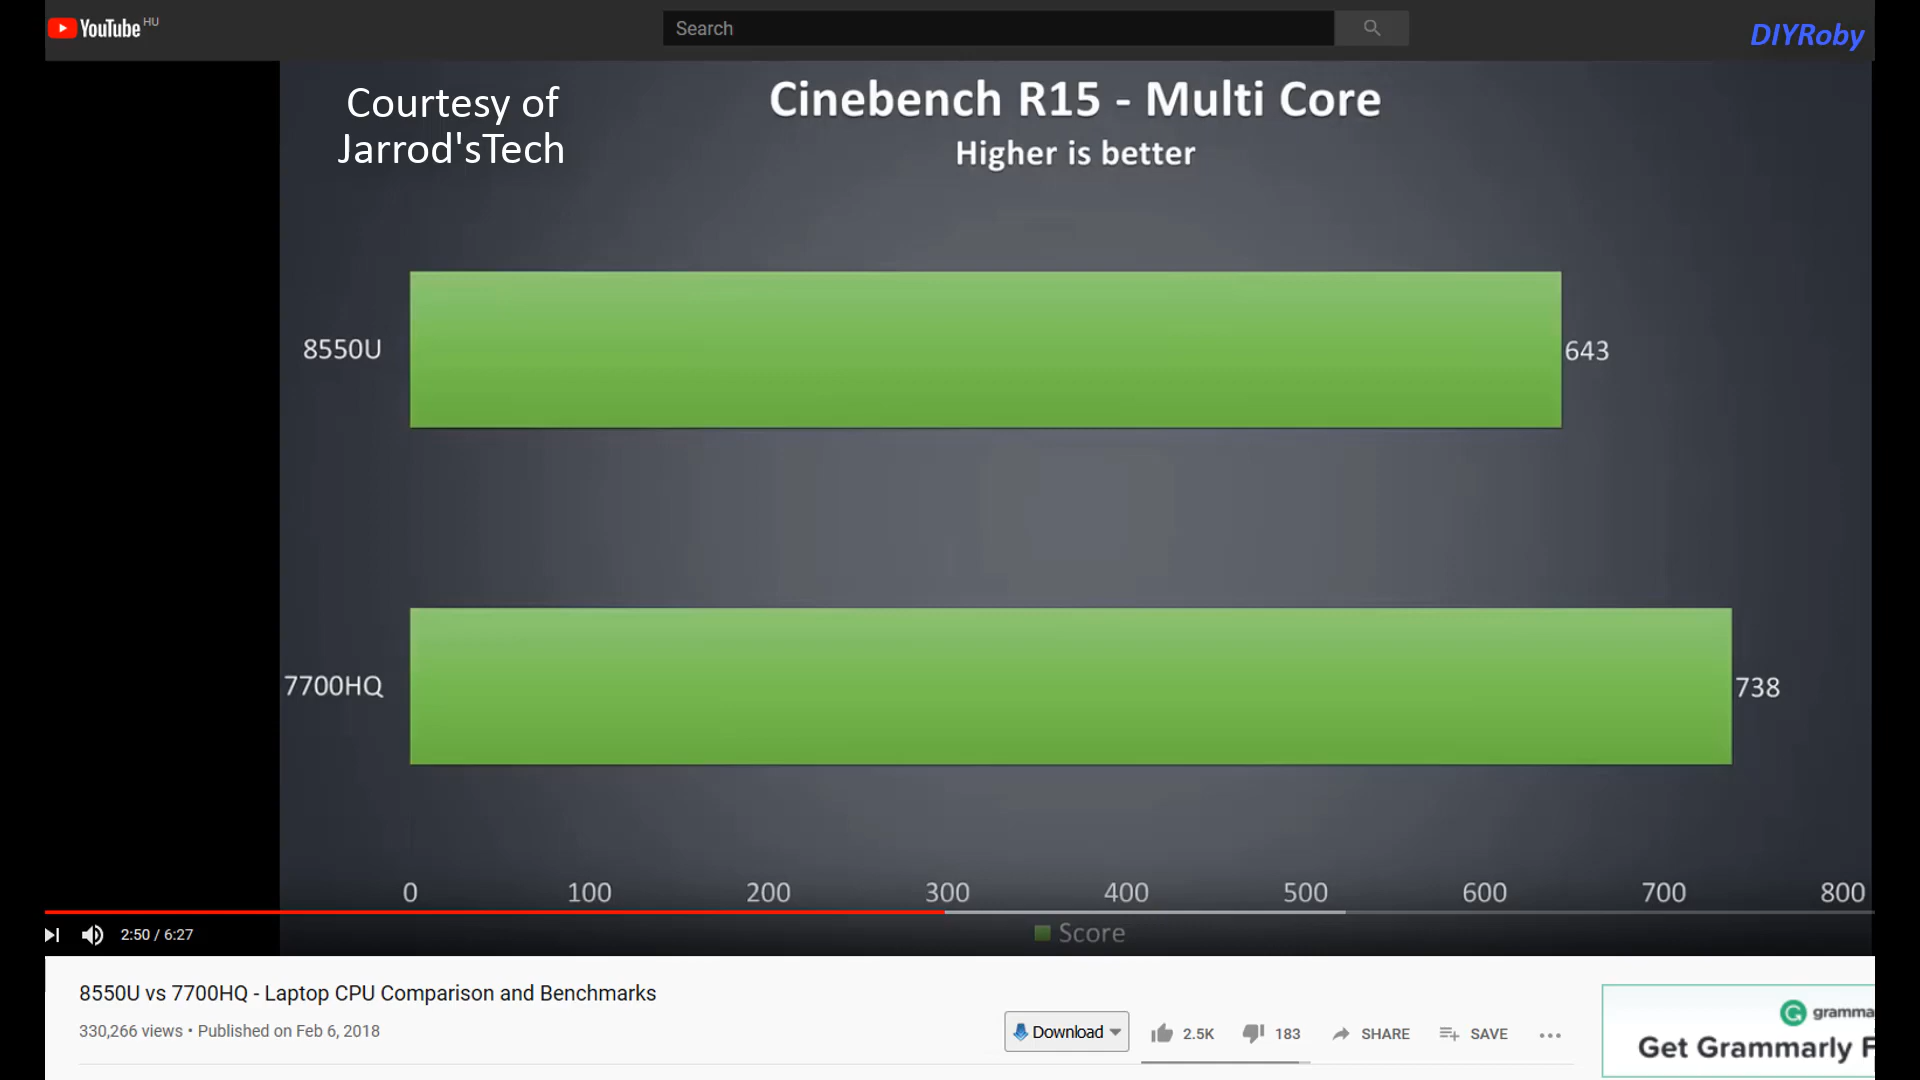 YouTube HU
Search
DIYRoby
Courtesy of
Jarrod'sTech
Cinebench R15 - Multi Core
Higher is better
8550U
643
7700HQ
738
0 100 200 300 400 500 600 700 800
2:50 / 6:27
Score
8550U vs 7700HQ - Laptop CPU Comparison and Benchmarks
330,266 views • Published on Feb 6, 2018
Download
2.5K
183
SHARE
SAVE
gramma
Get Grammarly F